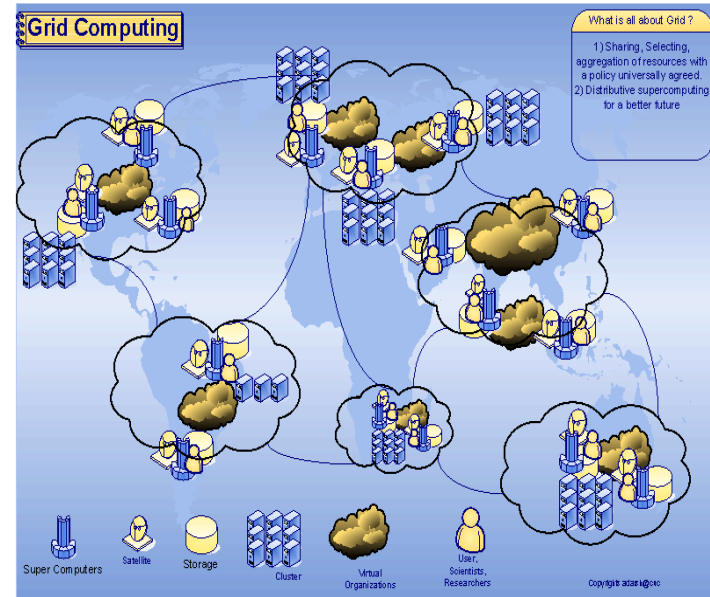 Grid Computing
What is all about Grid ?
1) Sharing, Selecting,
aggregation of resources with
a policy universally agreed.
2) Distributive supercomputing
for a better future
Super Computers
Satellite
Storage
Cluster
Virtual
Organizations
User,
Scientists,
Researchers
Copyrights